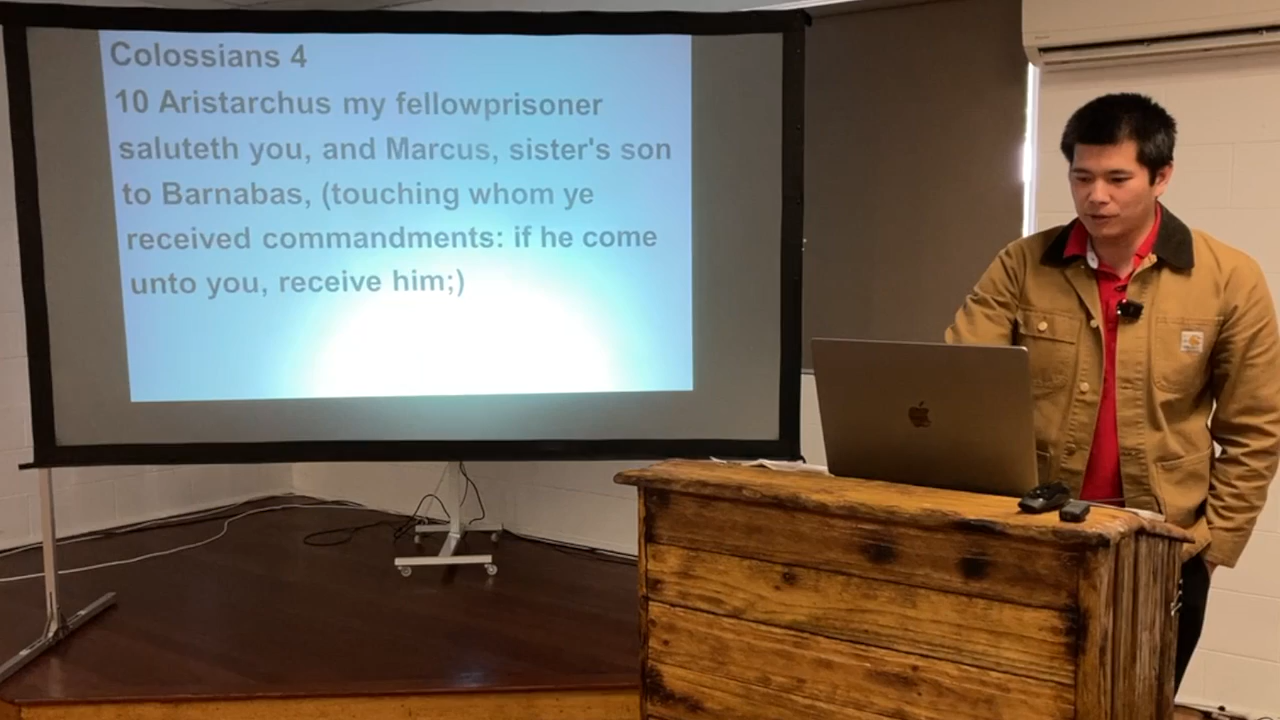 Colossians 4
10 Aristarchus my fellowprisoner
saluteth you, and Marcus, sister's son
to Barnabas, (touching whom ye
received commandments: if he come
unto you, receive him;)